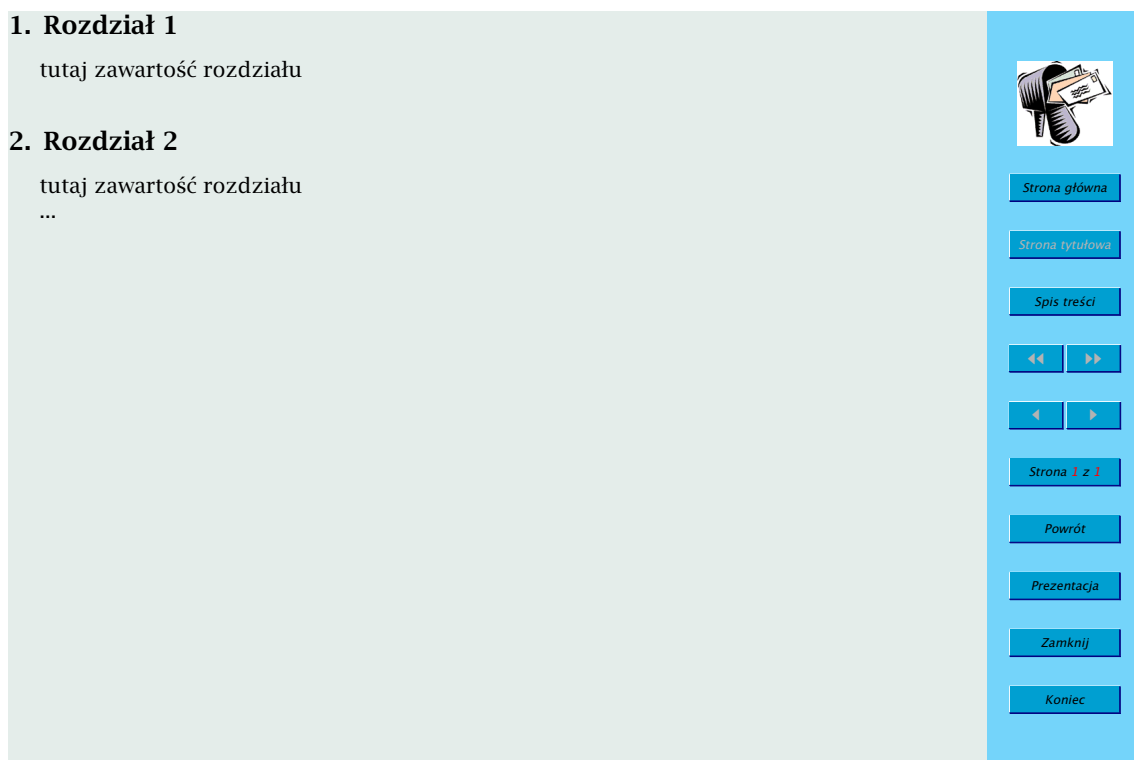 1. Rozdział 1
tutaj zawartość rozdziału
2. Rozdział 2
tutaj zawartość rozdziału
...
Strona główna
Strona tytułowa
Spis treści
Strona 1 z 1
Powrót
Prezentacja
Zamknij
Koniec